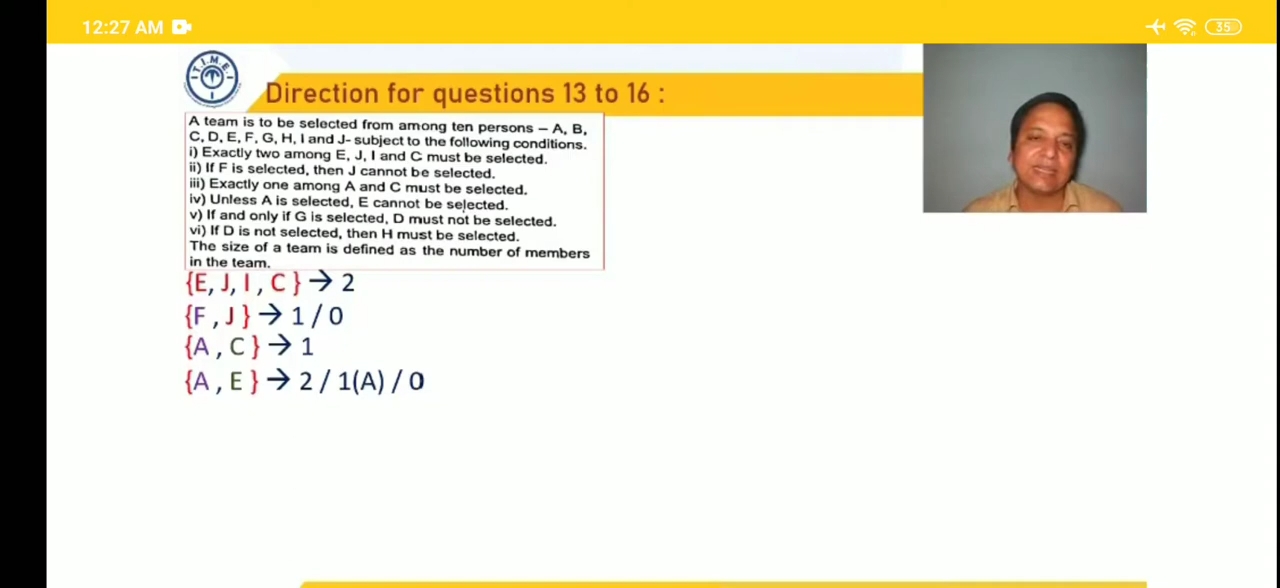 12:27 AM
35
T.I.M.E.
Direction for questions 13 to 16 :
A team is to be selected from among ten persons – A, B,
C, D, E, F, G, H, I and J- subject to the following conditions.
i) Exactly two among E, J, I and C must be selected.
ii) If F is selected, then J cannot be selected.
iii) Exactly one among A and C must be selected.
iv) Unless A is selected, E cannot be selected.
v) If and only if G is selected, D must not be selected.
vi) If D is not selected, then H must be selected.
The size of a team is defined as the number of members
in the team.
{E, J, I , C } → 2
{F , J } → 1 / 0
{A , C } → 1
{A , E } → 2 / 1(A) / 0